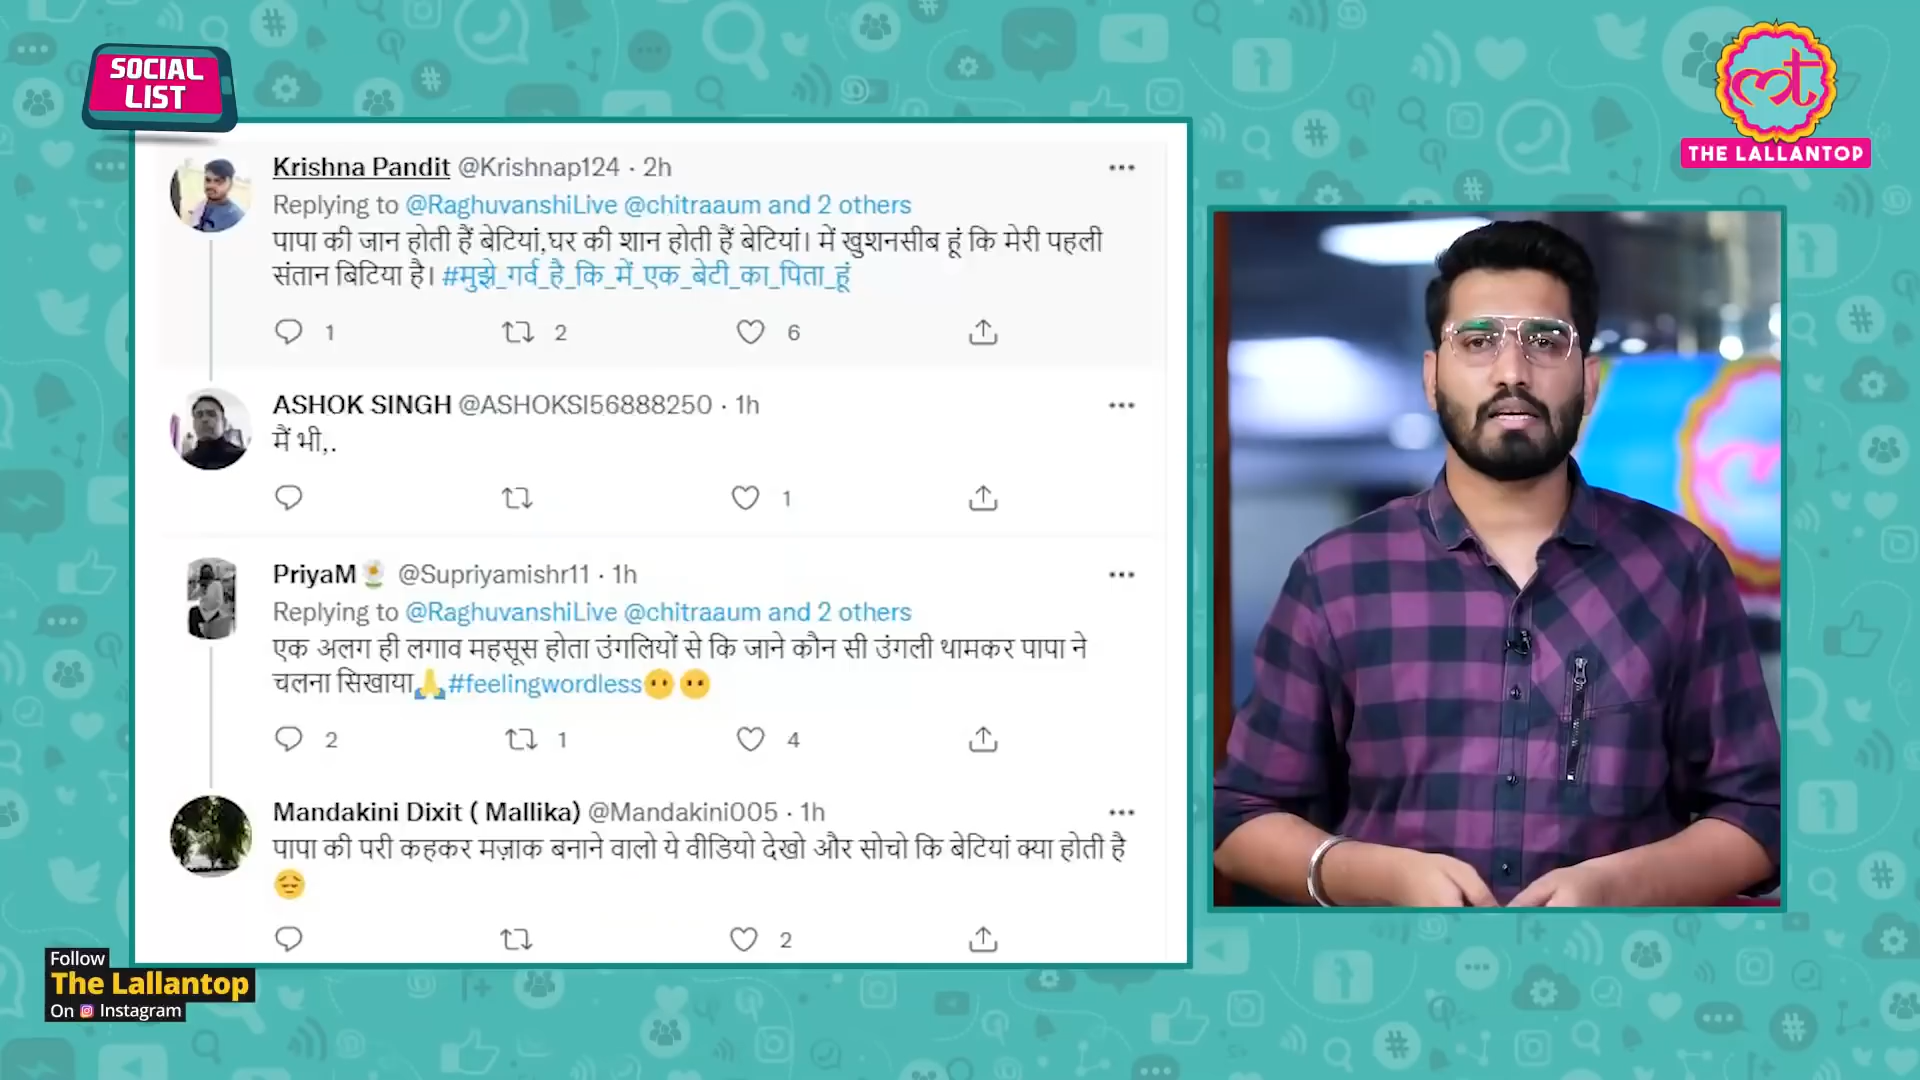 SOCIAL
LIST
Krishna Pandit @Krishnap124 · 2h
Replying to @RaghuvanshiLive @chitraaum and 2 others
पापा की जान होती हैं बेटियां,घर की शान होती हैं बेटियां। में खुशनसीब हूं कि मेरी पहली
संतान बिटिया है। #मुझे_गर्व_है_कि_में_एक_बेटी_का_पिता_हूं
1 2 6
ASHOK SINGH @ASHOKSI56888250 · 1h
मैं भी,.
1
PriyaM🌼 @Supriyamishr11 · 1h
Replying to @RaghuvanshiLive @chitraaum and 2 others
एक अलग ही लगाव महसूस होता उंगलियों से कि जाने कौन सी उंगली थामकर पापा ने
चलना सिखाया🙏#feelingwordless😶😶
2 1 4
Mandakini Dixit ( Mallika) @Mandakini005 · 1h
पापा की परी कहकर मज़ाक बनाने वालो ये वीडियो देखो और सोचो कि बेटियां क्या होती है
😔
2
लT
THE LALLANTOP
Follow
The Lallantop
On Instagram